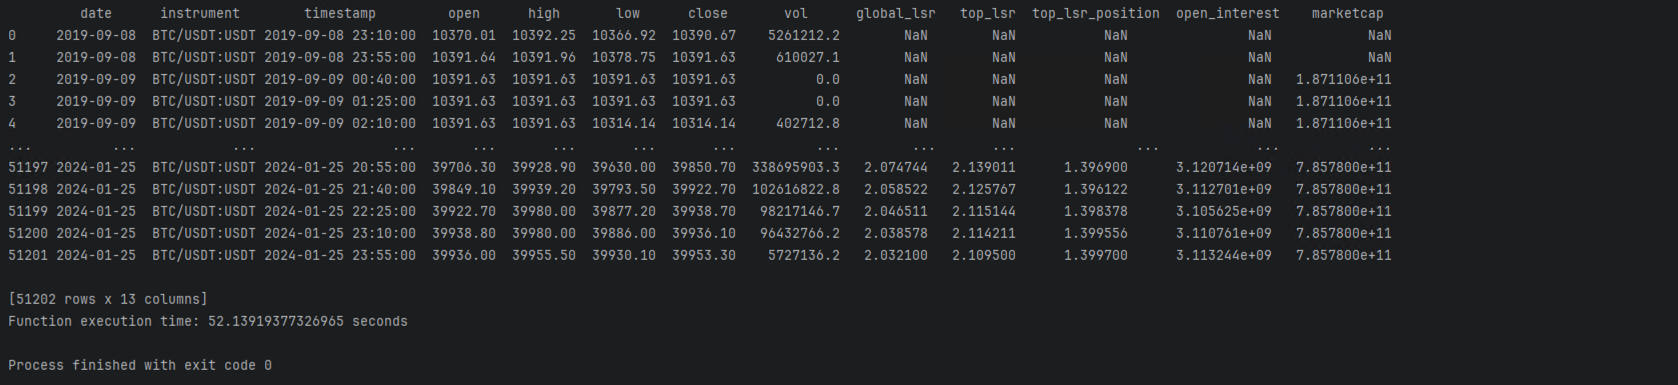 date instrument timestamp open high low close vol global_lsr top_lsr top_lsr_position open_interest marketcap
0 2019-09-08 BTC/USDT:USDT 2019-09-08 23:10:00 10370.01 10392.25 10366.92 10390.67 5261212.2 NaN NaN NaN NaN NaN
1 2019-09-08 BTC/USDT:USDT 2019-09-08 23:55:00 10391.64 10391.96 10378.75 10391.63 610027.1 NaN NaN NaN NaN NaN
2 2019-09-09 BTC/USDT:USDT 2019-09-09 00:40:00 10391.63 10391.63 10391.63 10391.63 0.0 NaN NaN NaN NaN 1.871106e+11
3 2019-09-09 BTC/USDT:USDT 2019-09-09 01:25:00 10391.63 10391.63 10391.63 10391.63 0.0 NaN NaN NaN NaN 1.871106e+11
4 2019-09-09 BTC/USDT:USDT 2019-09-09 02:10:00 10391.63 10391.63 10314.14 10314.14 402712.8 NaN NaN NaN NaN 1.871106e+11
... ... ... ... ... ... ... ... ... ... ... ... ... ...
51197 2024-01-25 BTC/USDT:USDT 2024-01-25 20:55:00 39706.30 39928.90 39630.00 39850.70 338695903.3 2.074744 2.139011 1.396900 3.120714e+09 7.857800e+11
51198 2024-01-25 BTC/USDT:USDT 2024-01-25 21:40:00 39849.10 39939.20 39793.50 39922.70 102616822.8 2.058522 2.125767 1.396122 3.112701e+09 7.857800e+11
51199 2024-01-25 BTC/USDT:USDT 2024-01-25 22:25:00 39922.70 39980.00 39877.20 39938.70 98217146.7 2.046511 2.115144 1.398378 3.105625e+09 7.857800e+11
51200 2024-01-25 BTC/USDT:USDT 2024-01-25 23:10:00 39938.80 39980.00 39886.00 39936.10 96432766.2 2.038578 2.114211 1.399556 3.110761e+09 7.857800e+11
51201 2024-01-25 BTC/USDT:USDT 2024-01-25 23:55:00 39936.00 39955.50 39930.10 39953.30 5727136.2 2.032100 2.109500 1.399700 3.113244e+09 7.857800e+11
[51202 rows x 13 columns]
Function execution time: 52.13919377326965 seconds
Process finished with exit code 0